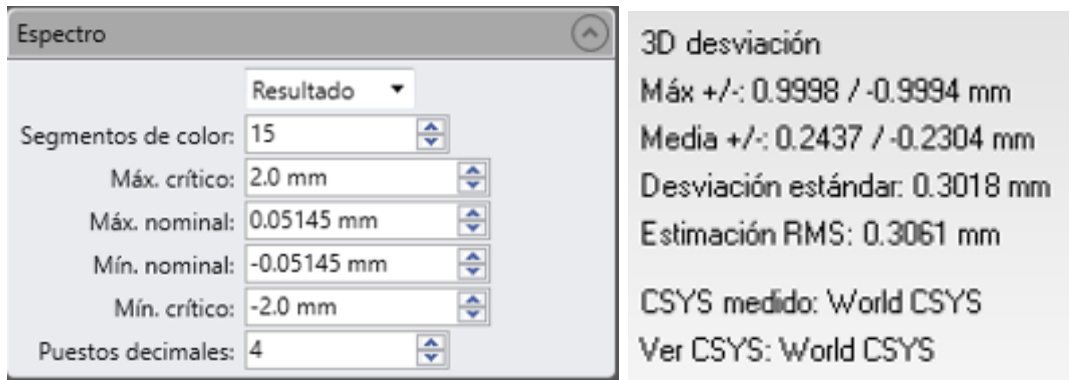 Espectro
Resultado
Segmentos de color: 15
Máx. crítico: 2.0 mm
Máx. nominal: 0.05145 mm
Mín. nominal: -0.05145 mm
Mín. crítico: -2.0 mm
Puestos decimales: 4
3D desviación
Máx +/-: 0.9998 / -0.9994 mm
Media +/-: 0.2437 / -0.2304 mm
Desviación estándar: 0.3018 mm
Estimación RMS: 0.3061 mm
CSYS medido: World CSYS
Ver CSYS: World CSYS